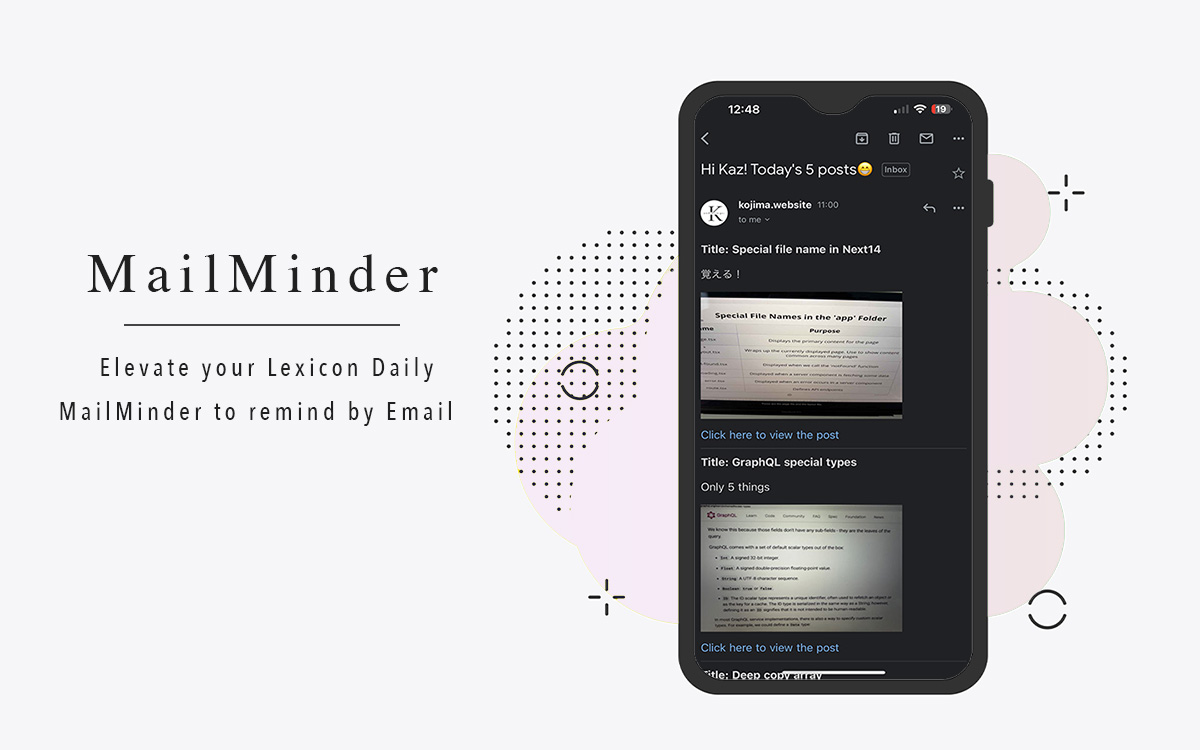 MailMinder
Elevate your Lexicon Daily
MailMinder to remind by Email
12:48
19
Hi Kaz! Today's 5 posts😁 Inbox
K
kojima.website 11:00
to me
Title: Special file name in Next14
覚える！
Special File Names in the 'app' Folder
Purpose
Displays the primary content for the page
Wraps up the currently displayed page. Use to show content
common across many pages
Displayed when we call the 'notFound' function
Displayed when a server component is fetching some data
Displayed when an error occurs in a server component
Defines API endpoints
Click here to view the post
Title: GraphQL special types
Only 5 things
GraphQL Learn Code Community FAQ Spec Foundation News
We know this because those fields don't have any sub-fields - they are the leaves of the
query.
GraphQL comes with a set of default scalar types out of the box:
• Int: A signed 32-bit integer.
• Float: A signed double-precision floating-point value.
• String: A UTF-8 character sequence.
• Boolean: true or false.
• ID: The ID scalar type represents a unique identifier, often used to refetch an object or
as the key for a cache. The ID type is serialized in the same way as a String; however,
defining it as an ID signifies that it is not intended to be human-readable.
In most GraphQL service implementations, there is also a way to specify custom scalar
types. For example, we could define a Date type:
Click here to view the post
Title: Deep copy array